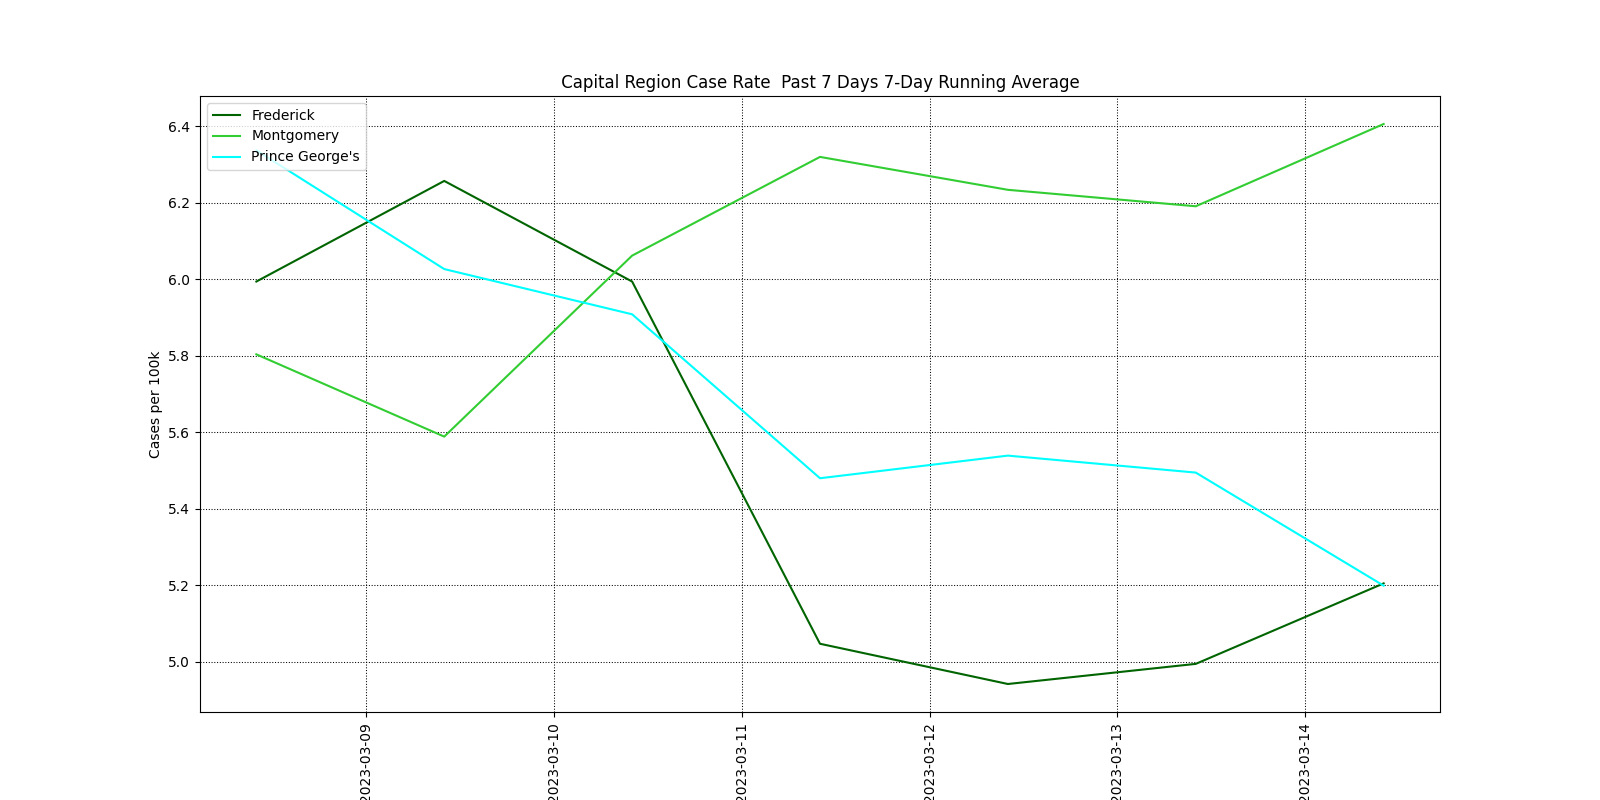 Capital Region Case Rate  Past 7 Days 7-Day Running Average
Frederick
Montgomery
Prince George's
6.4
6.2
6.0
5.8
5.6
5.4
5.2
5.0
Cases per 100k
2023-03-09
2023-03-10
2023-03-11
2023-03-12
2023-03-13
2023-03-14